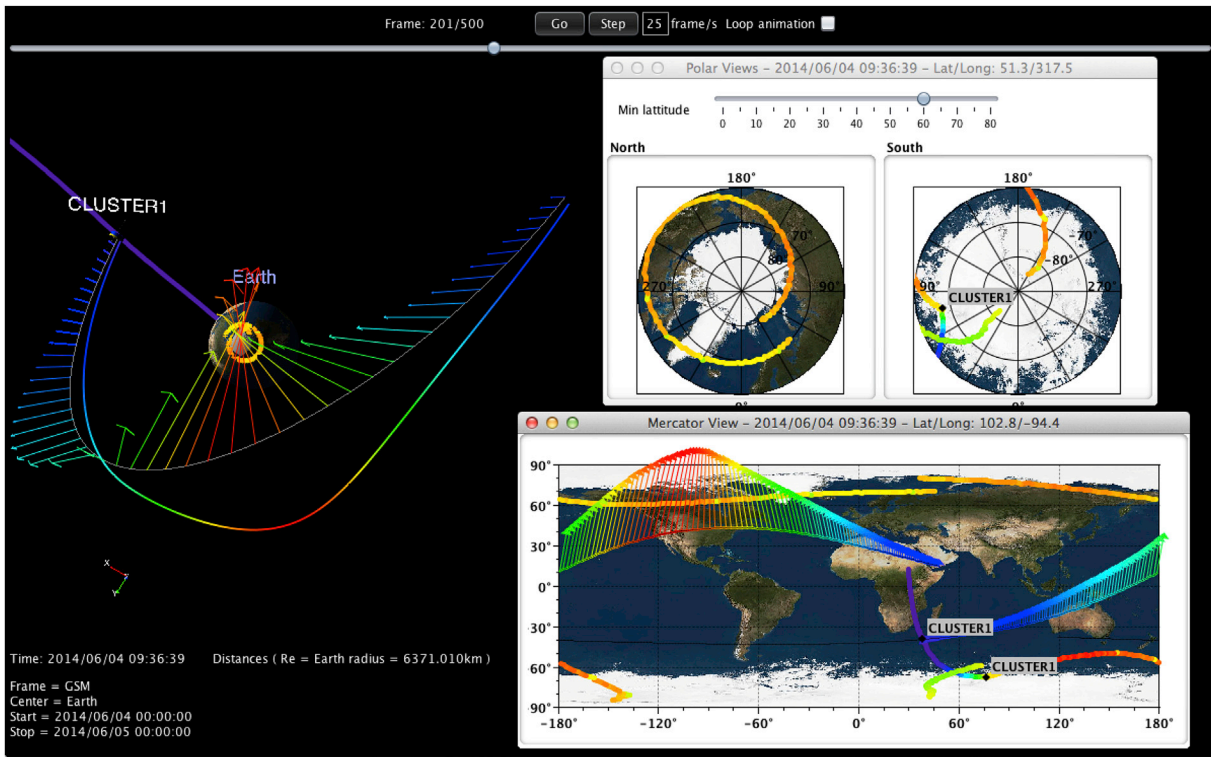 Frame: 201/500 Go Step 25 frame/s Loop animation
Polar Views – 2014/06/04 09:36:39 – Lat/Long: 51.3/317.5
Min lattitude
0 10 20 30 40 50 60 70 80
North South
180° 180°
-70°
70°
80° -80°
270° 90° 90° 270°
CLUSTER1
0° 0°
CLUSTER1
Earth
X
Y
Mercator View – 2014/06/04 09:36:39 – Lat/Long: 102.8/-94.4
90°
60°
30°
0°
30°
CLUSTER1
60°
CLUSTER1
-90°
-180° -120° -60° 0° 60° 120° 180°
Time: 2014/06/04 09:36:39 Distances ( Re = Earth radius = 6371.010km )
Frame = GSM
Center = Earth
Start = 2014/06/04 00:00:00
Stop = 2014/06/05 00:00:00